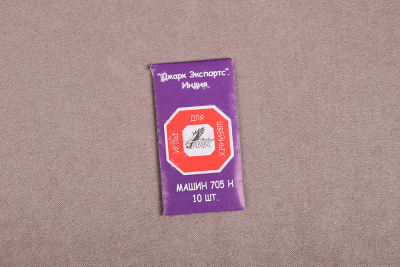 "Джарк Экспортс".
Индия.
ИГЛЫ
ДЛЯ
ШВЕЙНЫХ
МАШИН 705 Н
10 ШТ.